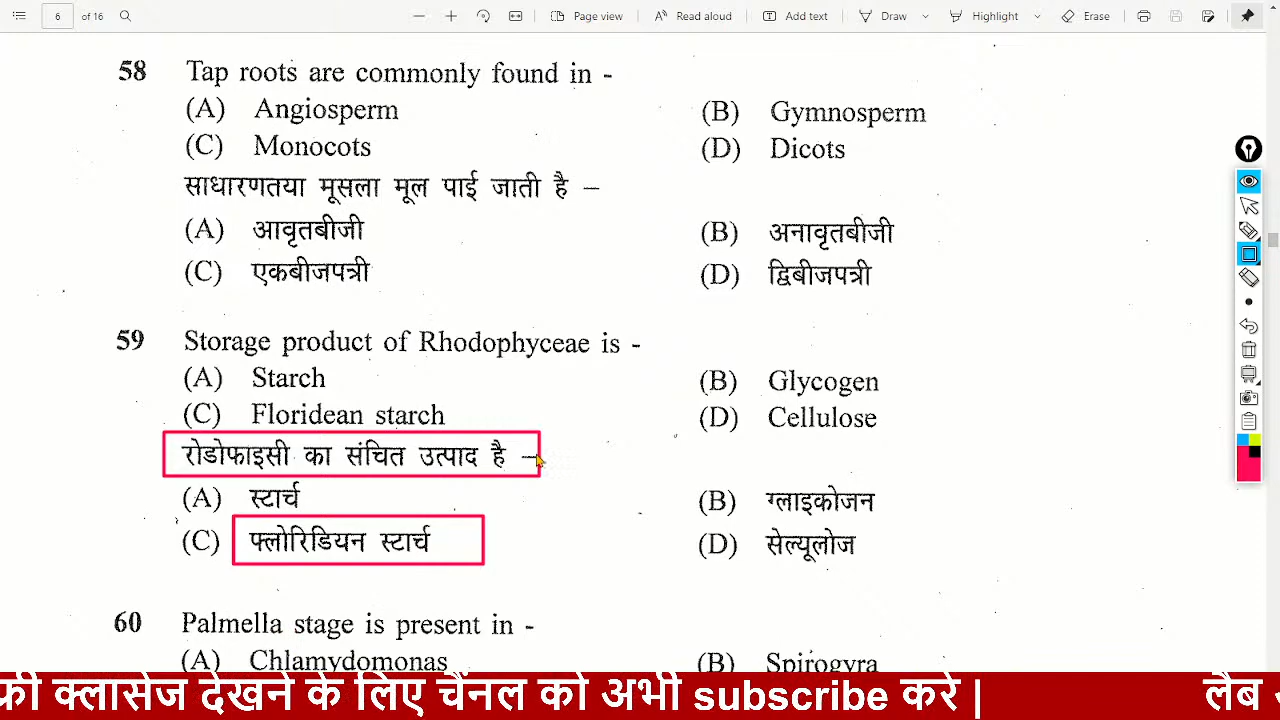 6 of 16 Page view Read aloud Add text Draw Highlight Erase
58 Tap roots are commonly found in -
(A) Angiosperm (B) Gymnosperm
(C) Monocots (D) Dicots
साधारणतया मूसला मूल पाई जाती है –
(A) आवृतबीजी (B) अनावृतबीजी
(C) एकबीजपत्री (D) द्विबीजपत्री
59 Storage product of Rhodophyceae is -
(A) Starch (B) Glycogen
(C) Floridean starch (D) Cellulose
रोडोफाइसी का संचित उत्पाद है –
(A) स्टार्च (B) ग्लाइकोजन
(C) फ्लोरिडियन स्टार्च (D) सेल्यूलोज
60 Palmella stage is present in -
(A) Chlamydomonas (B) Spirogyra
फ्री क्लासेज देखने के लिए चैंनल को अभी subscribe करे | लैब